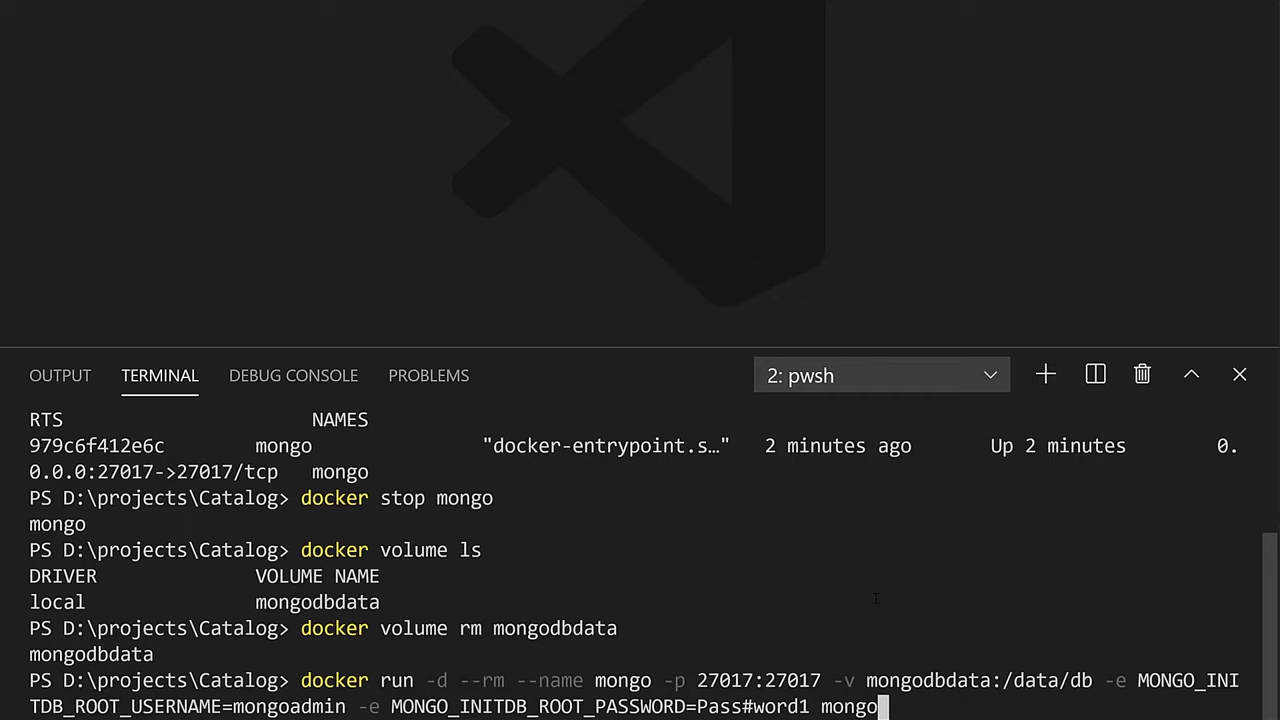 OUTPUT TERMINAL DEBUG CONSOLE PROBLEMS 2: pwsh
RTS NAMES
979c6f412e6c mongo "docker-entrypoint.s…" 2 minutes ago Up 2 minutes 0.
0.0.0:27017->27017/tcp mongo
PS D:\projects\Catalog> docker stop mongo
mongo
PS D:\projects\Catalog> docker volume ls
DRIVER VOLUME NAME
local mongodbdata
PS D:\projects\Catalog> docker volume rm mongodbdata
mongodbdata
PS D:\projects\Catalog> docker run -d --rm --name mongo -p 27017:27017 -v mongodbdata:/data/db -e MONGO_INI
TDB_ROOT_USERNAME=mongoadmin -e MONGO_INITDB_ROOT_PASSWORD=Pass#word1 mongo